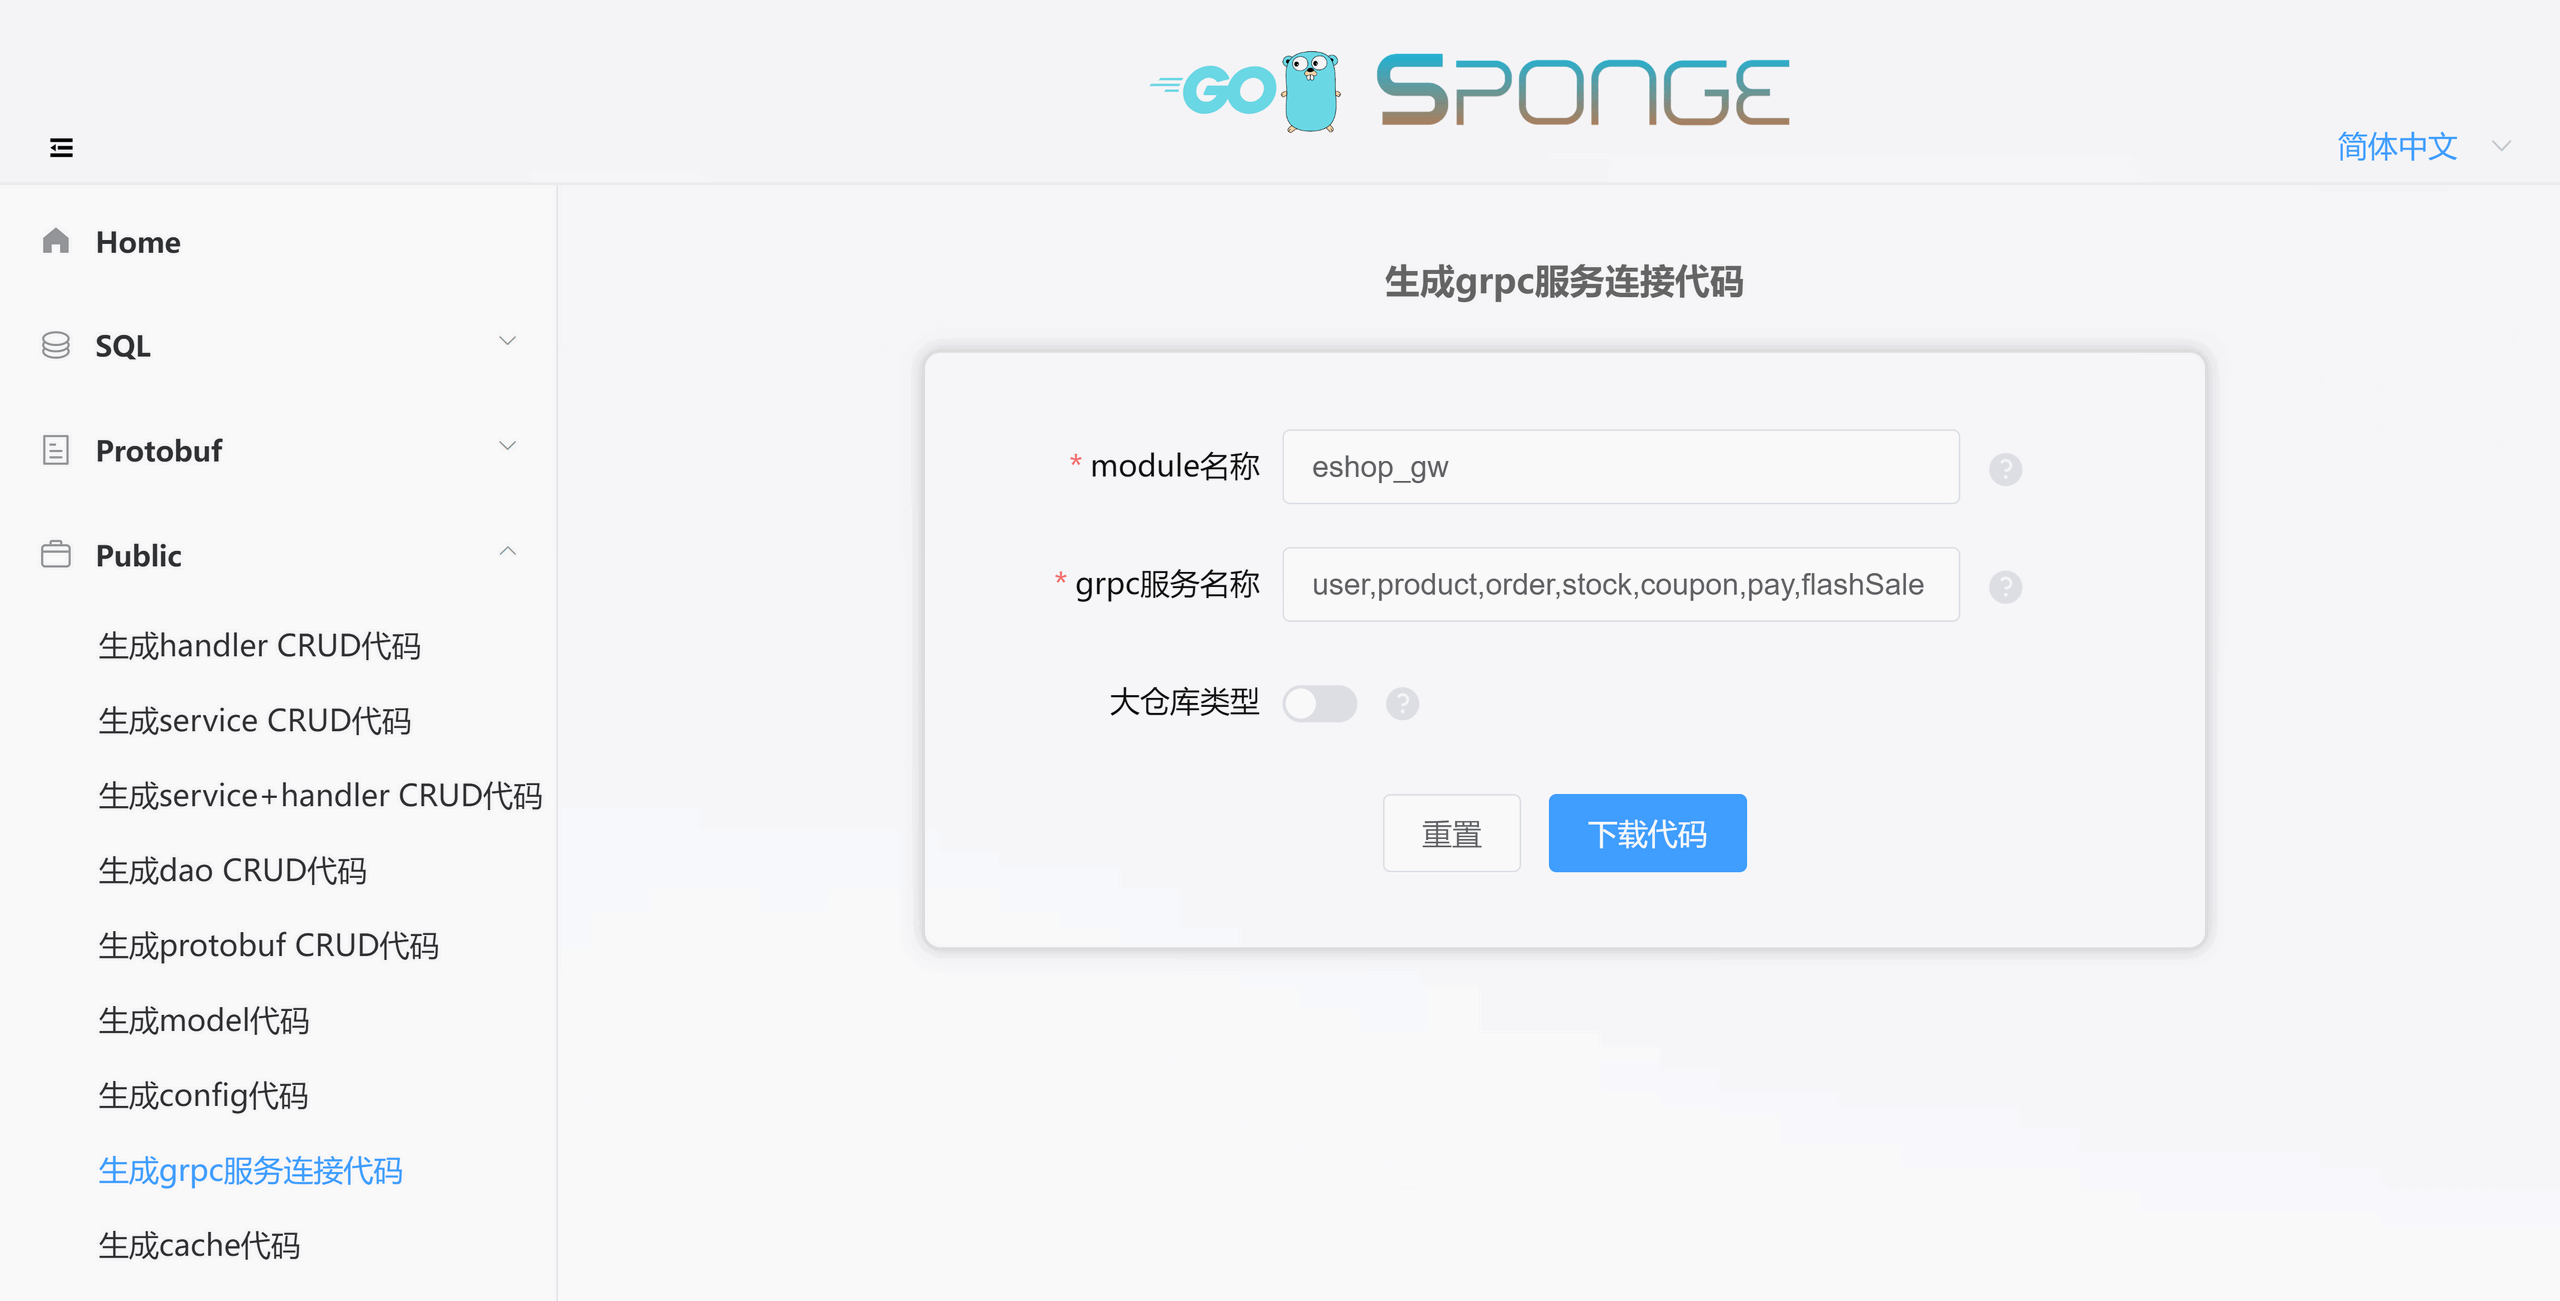 GO SPONGE
简体中文
Home
SQL
Protobuf
Public
生成handler CRUD代码
生成service CRUD代码
生成service+handler CRUD代码
生成dao CRUD代码
生成protobuf CRUD代码
生成model代码
生成config代码
生成grpc服务连接代码
生成cache代码
生成grpc服务连接代码
* module名称 eshop_gw ?
* grpc服务名称 user,product,order,stock,coupon,pay,flashSale ?
大仓库类型 ?
重置 下载代码